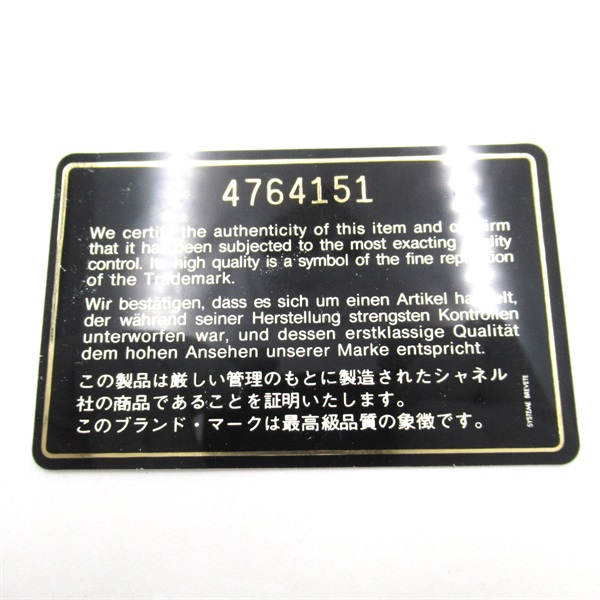 4764151
We certify the authenticity of this item and confirm
that it has been subjected to the most exacting quality
control. Its high quality is a symbol of the fine reputation
of the Trademark.
Wir bestätigen, dass es sich um einen Artikel handelt,
der während seiner Herstellung strengsten Kontrollen
unterworfen war, und dessen erstklassige Qualität
dem hohen Ansehen unserer Marke entspricht.
この製品は厳しい管理のもとに製造されたシャネル
社の商品であることを証明いたします。
このブランド・マークは最高級品質の象徴です。
SYSTEME BREVETE